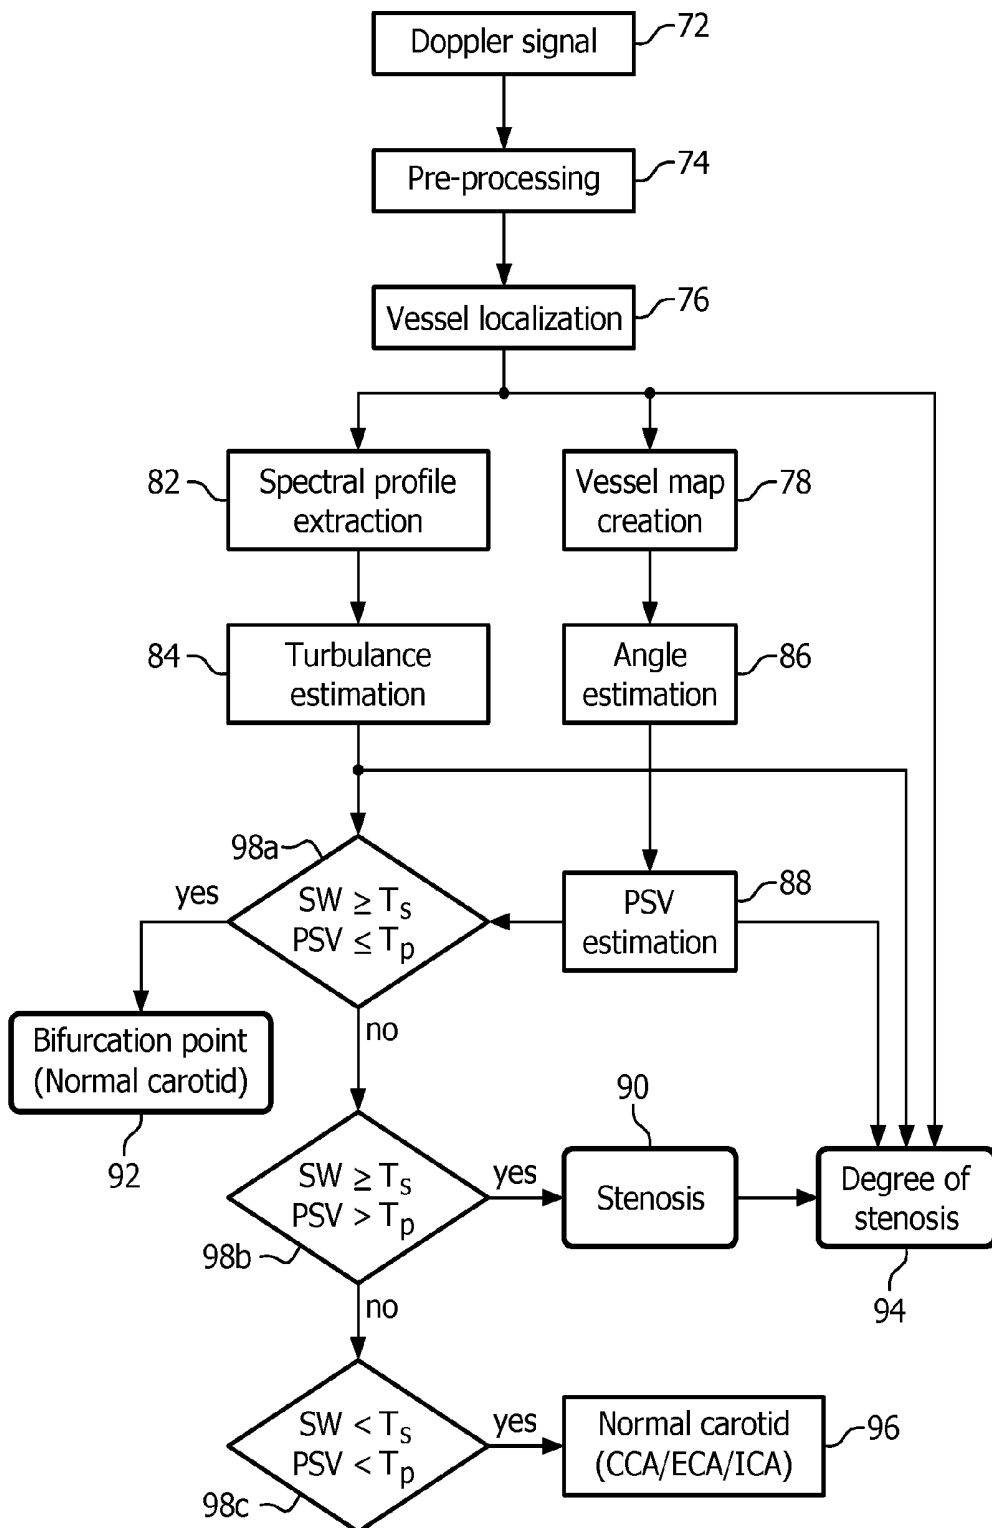 Doppler signal
72
Pre-processing
74
Vessel localization
76
82
Spectral profile
extraction
Vessel map
creation
78
84
Turbulance
estimation
Angle
estimation
86
98a
yes
SW ≥ Ts
PSV ≤ Tp
PSV
estimation
88
no
Bifurcation point
(Normal carotid)
92
90
SW ≥ Ts
PSV > Tp
yes
Stenosis
Degree of
stenosis
98b
94
no
SW < Ts
PSV < Tp
yes
Normal carotid
(CCA/ECA/ICA)
96
98c